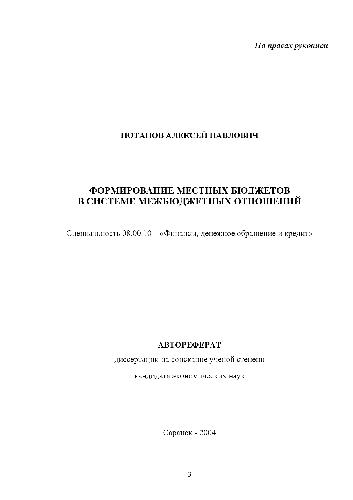 На правах рукописи
ПОТАПОВ АЛЕКСЕЙ ПАВЛОВИЧ
ФОРМИРОВАНИЕ МЕСТНЫХ БЮДЖЕТОВ
В СИСТЕМЕ МЕЖБЮДЖЕТНЫХ ОТНОШЕНИЙ
Специальность 08.00.10 – «Финансы, денежное обращение и кредит»
АВТОРЕФЕРАТ
диссертации на соискание ученой степени
кандидата экономических наук
Саранск - 2004
3